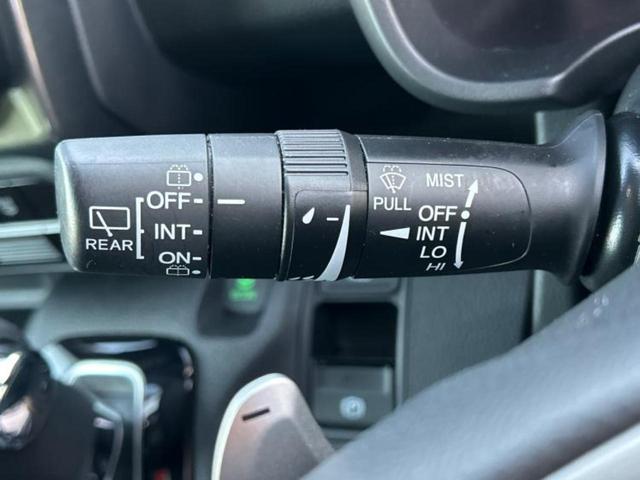 OFF
INT
ON
REAR
PULL
MIST
OFF
INT
LO
HI